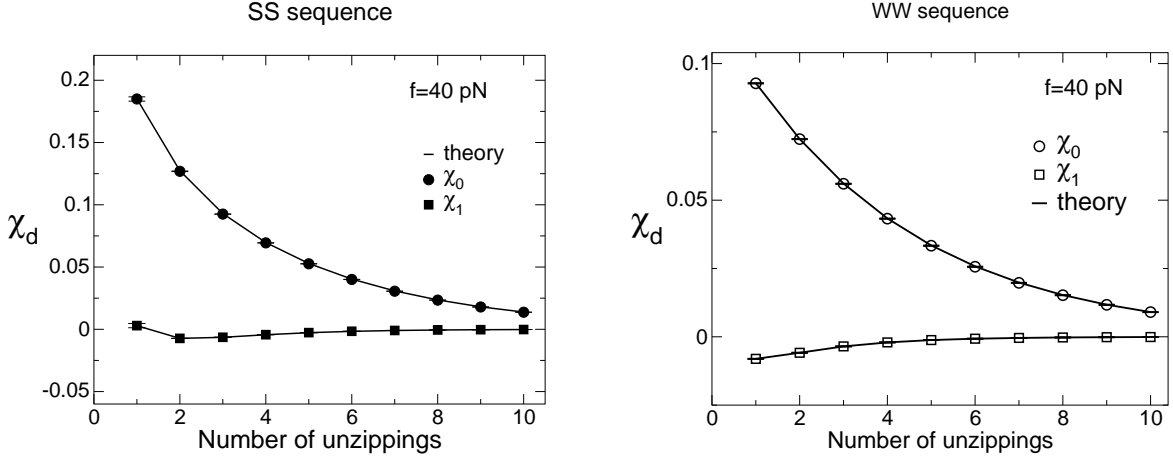 SS sequence
0.2
0.15
0.1
0.05
0
-0.05
χd
f=40 pN
theory
χ0
χ1
0 2 4 6 8 10
Number of unzippings
WW sequence
0.1
0.05
0
χd
f=40 pN
χ0
χ1
theory
0 2 4 6 8 10
Number of unzippings